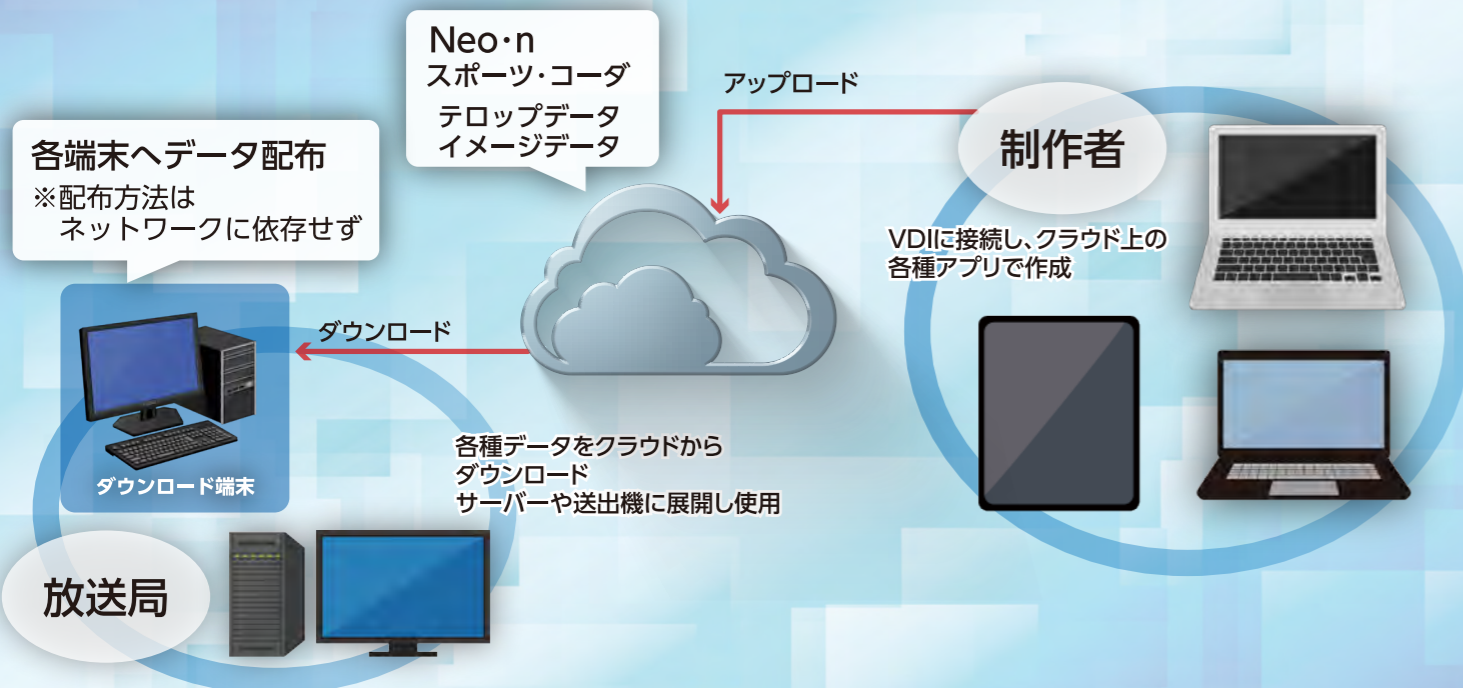 Neo・n
スポーツ・コーダ
テロップデータ
イメージデータ
アップロード
制作者
VDIに接続し、クラウド上の
各種アプリで作成
各端末へデータ配布
※配布方法は
ネットワークに依存せず
ダウンロード
ダウンロード端末
各種データをクラウドから
ダウンロード
サーバーや送出機に展開し使用
放送局